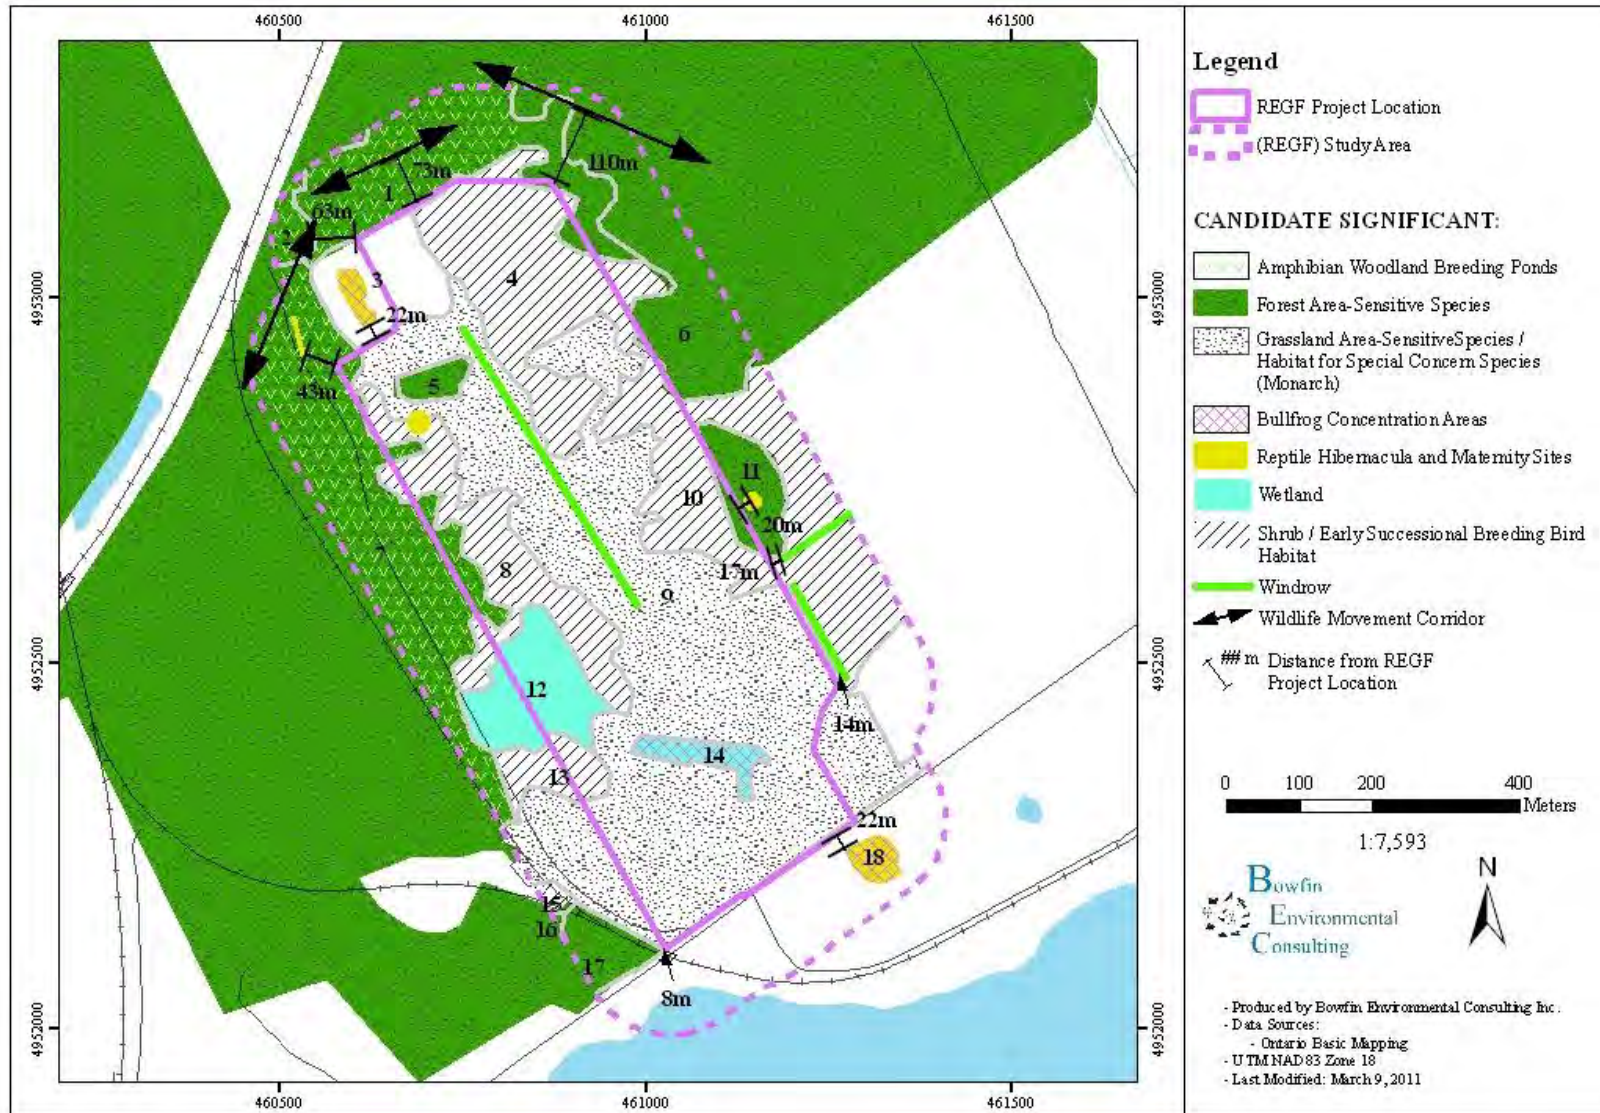 460500 461000 461500
4953000
4952500
4952000
4953000
4952500
4952000
110m
73m
1
63m
2
3
4
22m
6
5
43m
11
10
20m
7
17m
8
9
12
14m
14
13
22m
18
15
16
17
8m
460500 461000 461500
Legend
REGF Project Location
(REGF) Study Area
CANDIDATE SIGNIFICANT:
Amphibian Woodland Breeding Ponds
Forest Area-Sensitive Species
Grassland Area-SensitiveSpecies /
Habitat for Special Concern Species
(Monarch)
Bullfrog Concentration Areas
Reptile Hibernacula and Maternity Sites
Wetland
Shrub / Early Successional Breeding Bird
Habitat
Windrow
Wildlife Movement Corridor
## m Distance from REGF
Project Location
0 100 200 400
Meters
1:7,593
N
Bowfin
Environmental
Consulting
- Produced by Bowfin Environmental Consulting Inc.
- Data Sources:
- Ontario Basic Mapping
- UTM NAD83 Zone 18
- Last Modified: March 9, 2011